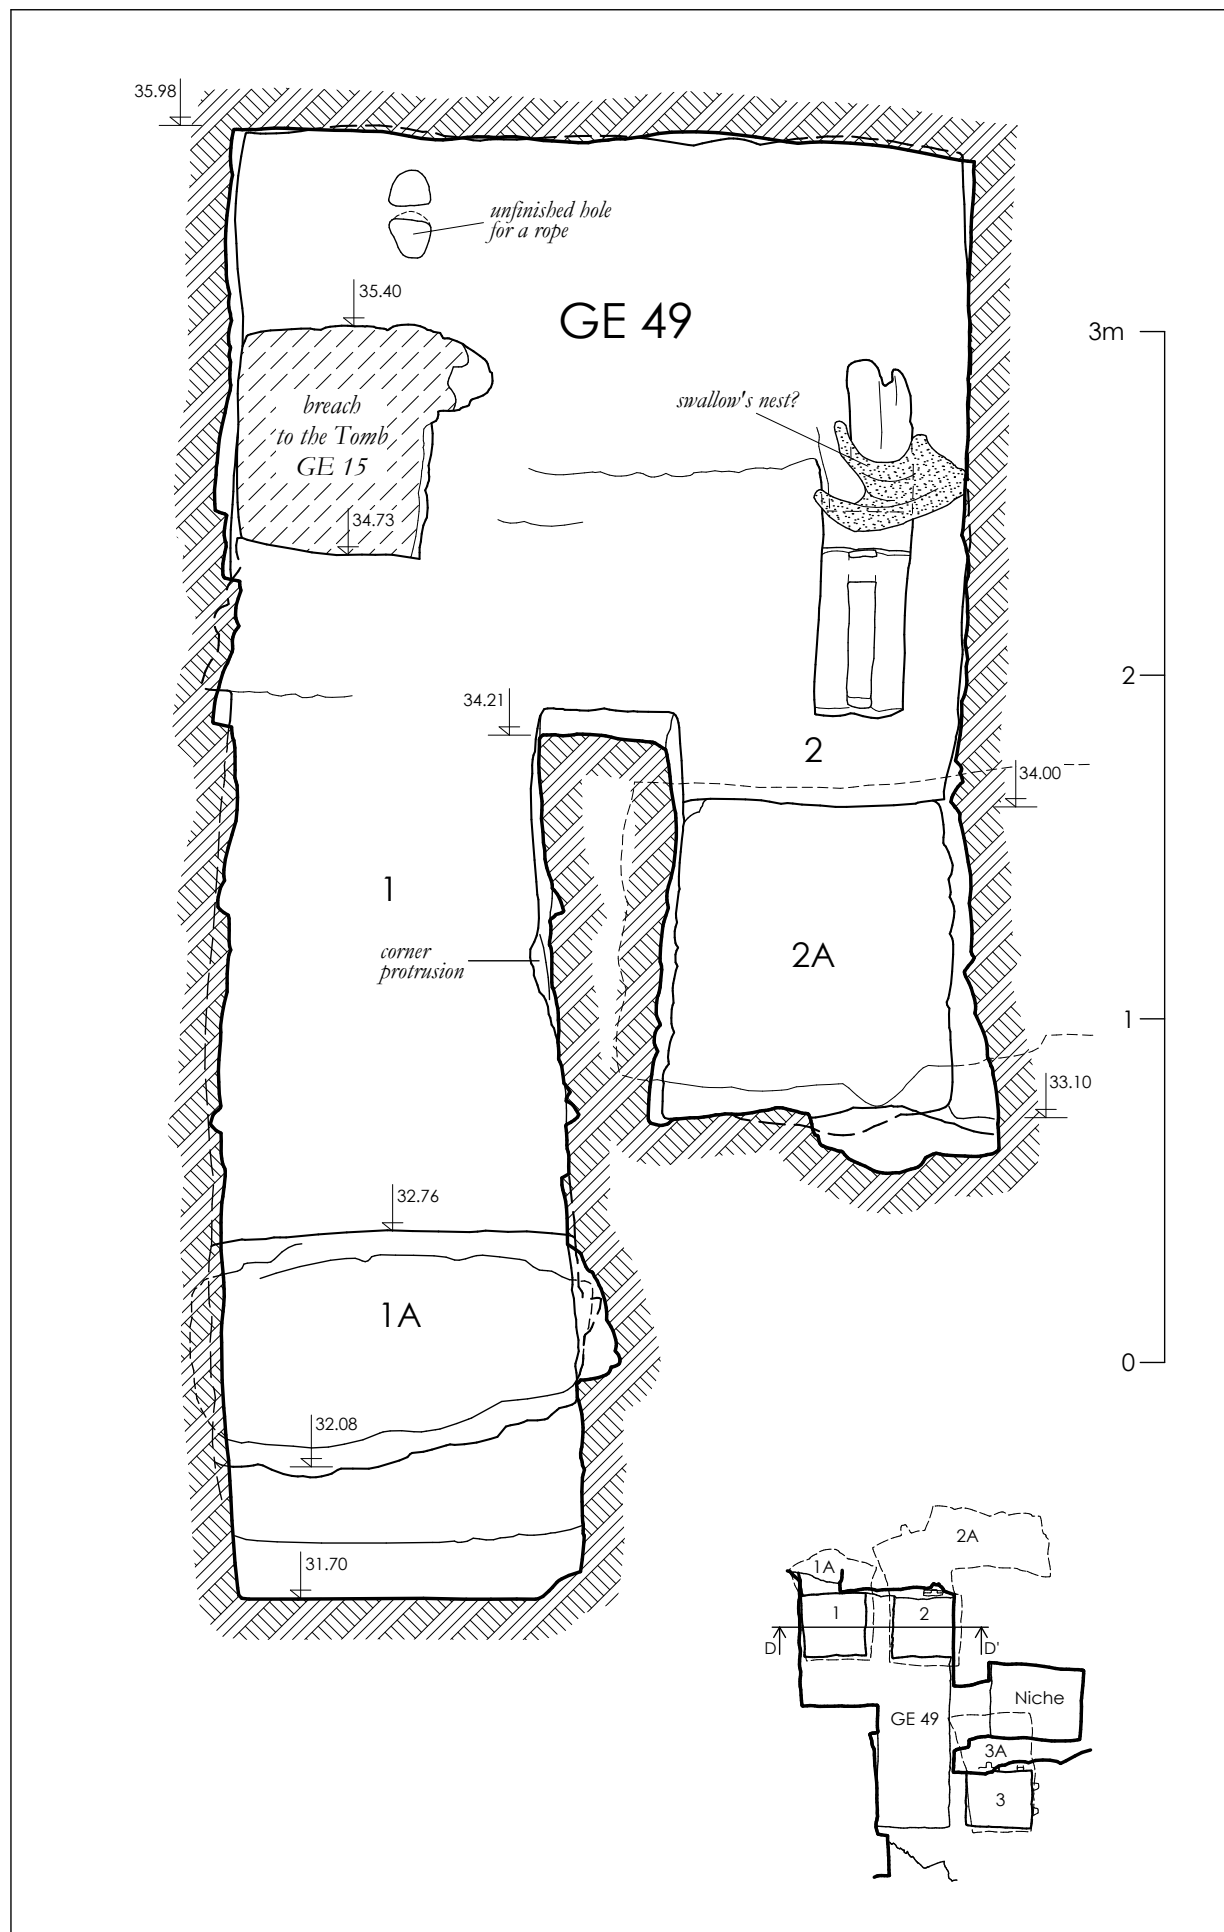 35.98
unfinished hole
for a rope
35.40
GE 49
3m
breach
to the Tomb
GE 15
swallow's nest?
34.73
2
34.21
2
34.00
1
corner
protrusion
2A
1
33.10
32.76
1A
0
32.08
31.70
2A
1A
1
2
D
D'
Niche
GE 49
3A
3